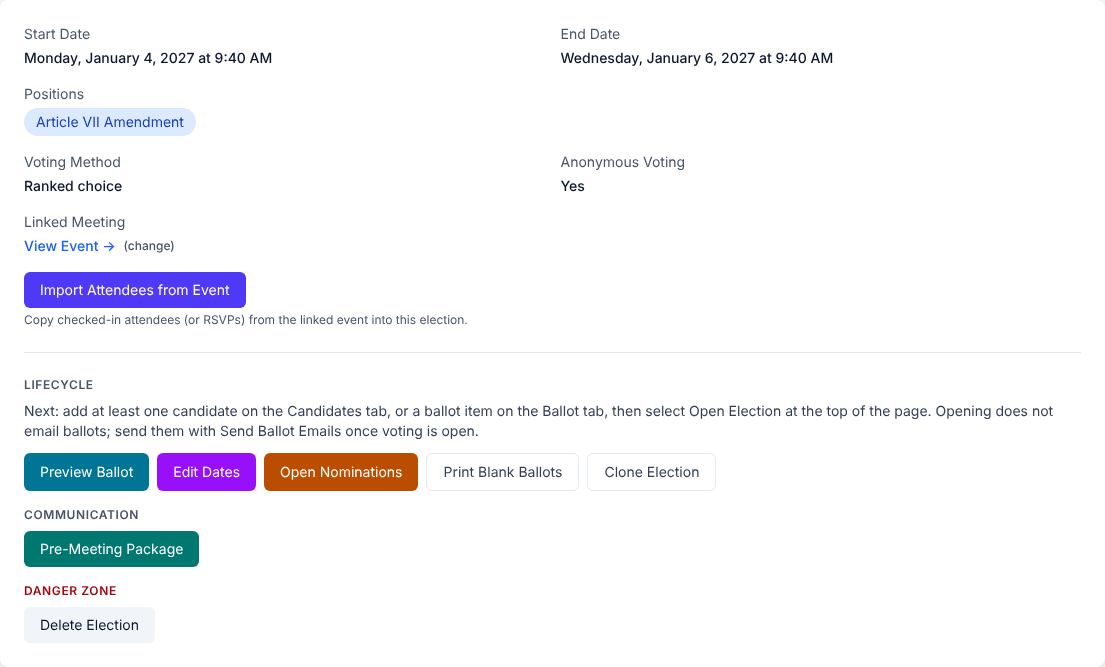 Start Date
Monday, January 4, 2027 at 9:40 AM
End Date
Wednesday, January 6, 2027 at 9:40 AM
Positions
Article VII Amendment
Voting Method
Ranked choice
Anonymous Voting
Yes
Linked Meeting
View Event → (change)
Import Attendees from Event
Copy checked-in attendees (or RSVPs) from the linked event into this election.
LIFECYCLE
Next: add at least one candidate on the Candidates tab, or a ballot item on the Ballot tab, then select Open Election at the top of the page. Opening does not
email ballots; send them with Send Ballot Emails once voting is open.
Preview Ballot Edit Dates Open Nominations Print Blank Ballots Clone Election
COMMUNICATION
Pre-Meeting Package
DANGER ZONE
Delete Election